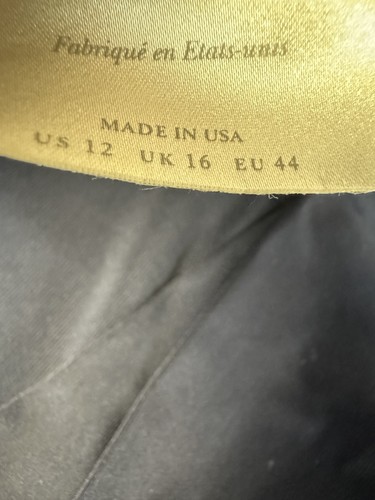 Fabriqué en Etats-unis
MADE IN USA
US 12 UK 16 EU 44